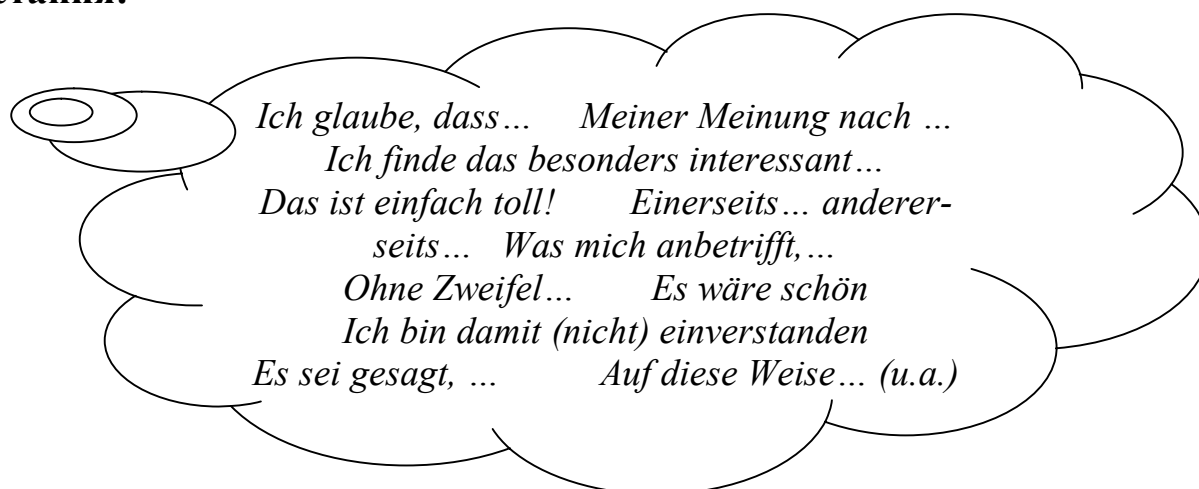 Ich glaube, dass… Meiner Meinung nach …
Ich finde das besonders interessant…
Das ist einfach toll! Einerseits… anderer-
seits… Was mich anbetrifft,…
Ohne Zweifel… Es wäre schön
Ich bin damit (nicht) einverstanden
Es sei gesagt, … Auf diese Weise… (u.a.)